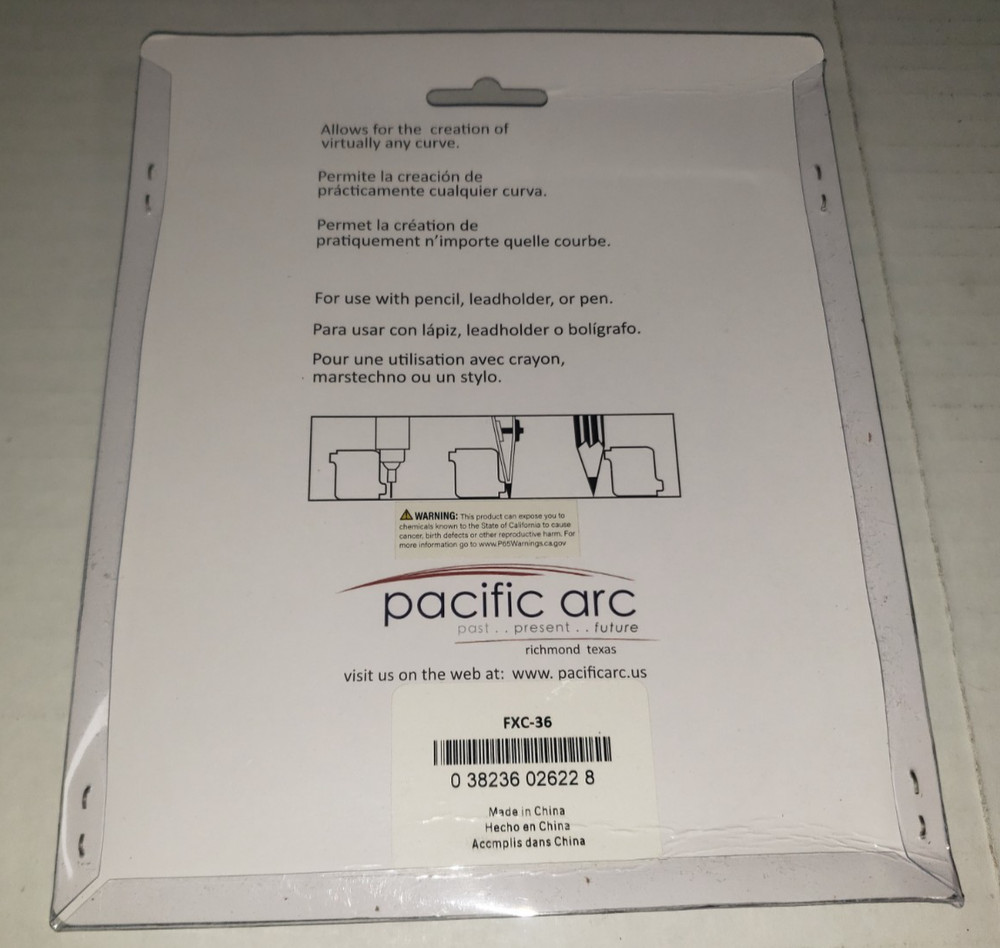 Allows for the creation of
virtually any curve.
Permite la creación de
prácticamente cualquier curva.
Permet la création de
pratiquement n'importe quelle courbe.
For use with pencil, leadholder, or pen.
Para usar con lápiz, leadholder o bolígrafo.
Pour une utilisation avec crayon,
marstechno ou un stylo.
WARNING: This product can expose you to
chemicals known to the State of California to cause
cancer, birth defects or other reproductive harm. For
more information go to www.P65Warnings.ca.gov
pacific arc
past . . present . . future
richmond texas
visit us on the web at: www. pacificarc.us
FXC-36
0 38236 02622 8
Made in China
Hecho en China
Accmplis dans China